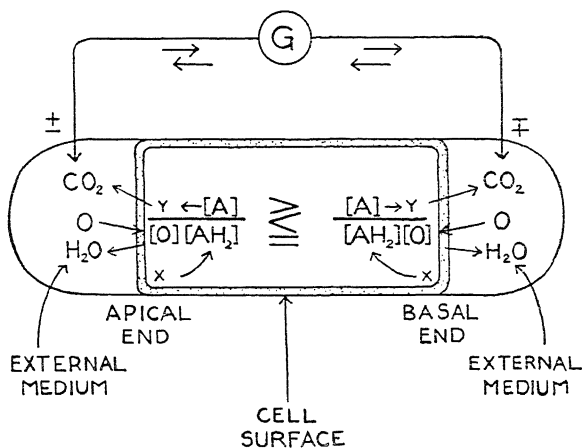 G
± ∓
CO₂ Y ←[A] [A]→ Y CO₂
O [O][AH₂] ≧ ≦ [AH₂][O] O
H₂O X X H₂O
APICAL END
BASAL END
EXTERNAL MEDIUM
EXTERNAL MEDIUM
CELL SURFACE